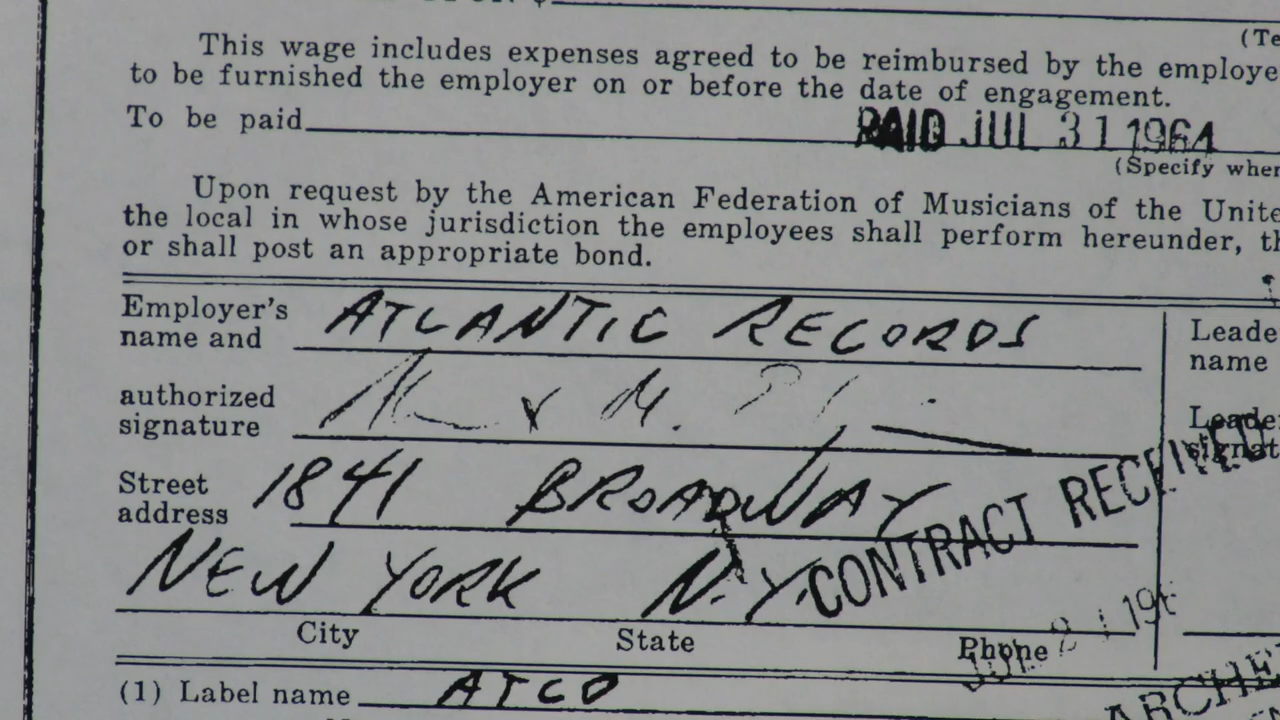 (Te
This wage includes expenses agreed to be reimbursed by the employe
to be furnished the employer on or before the date of engagement.
To be paid PAID JUL 31 1964
(Specify when
Upon request by the American Federation of Musicians of the Unite
the local in whose jurisdiction the employees shall perform hereunder, th
or shall post an appropriate bond.
Employer's
name and ATLANTIC RECORDS
Leade
name
authorized
signature
Leader
signat
Street
address 1841 BROADWAY
CONTRACT RECEIVED
NEW YORK N.Y.
City State Phone
(1) Label name ATCO
ARCHE